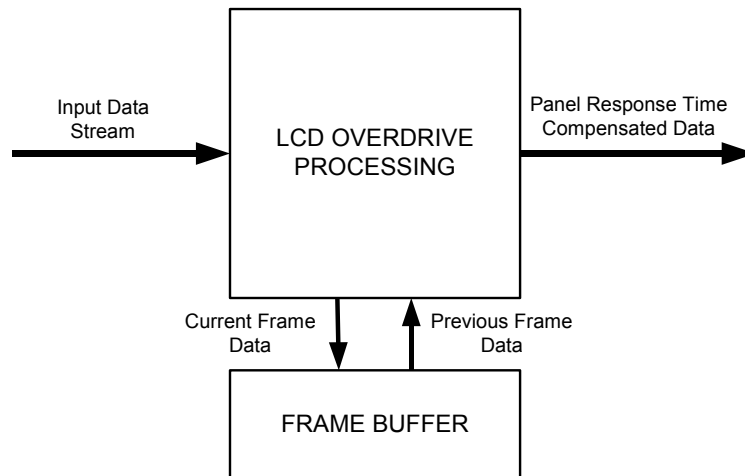 Input Data
Stream
LCD OVERDRIVE
PROCESSING
Panel Response Time
Compensated Data
Current Frame
Data
Previous Frame
Data
FRAME BUFFER